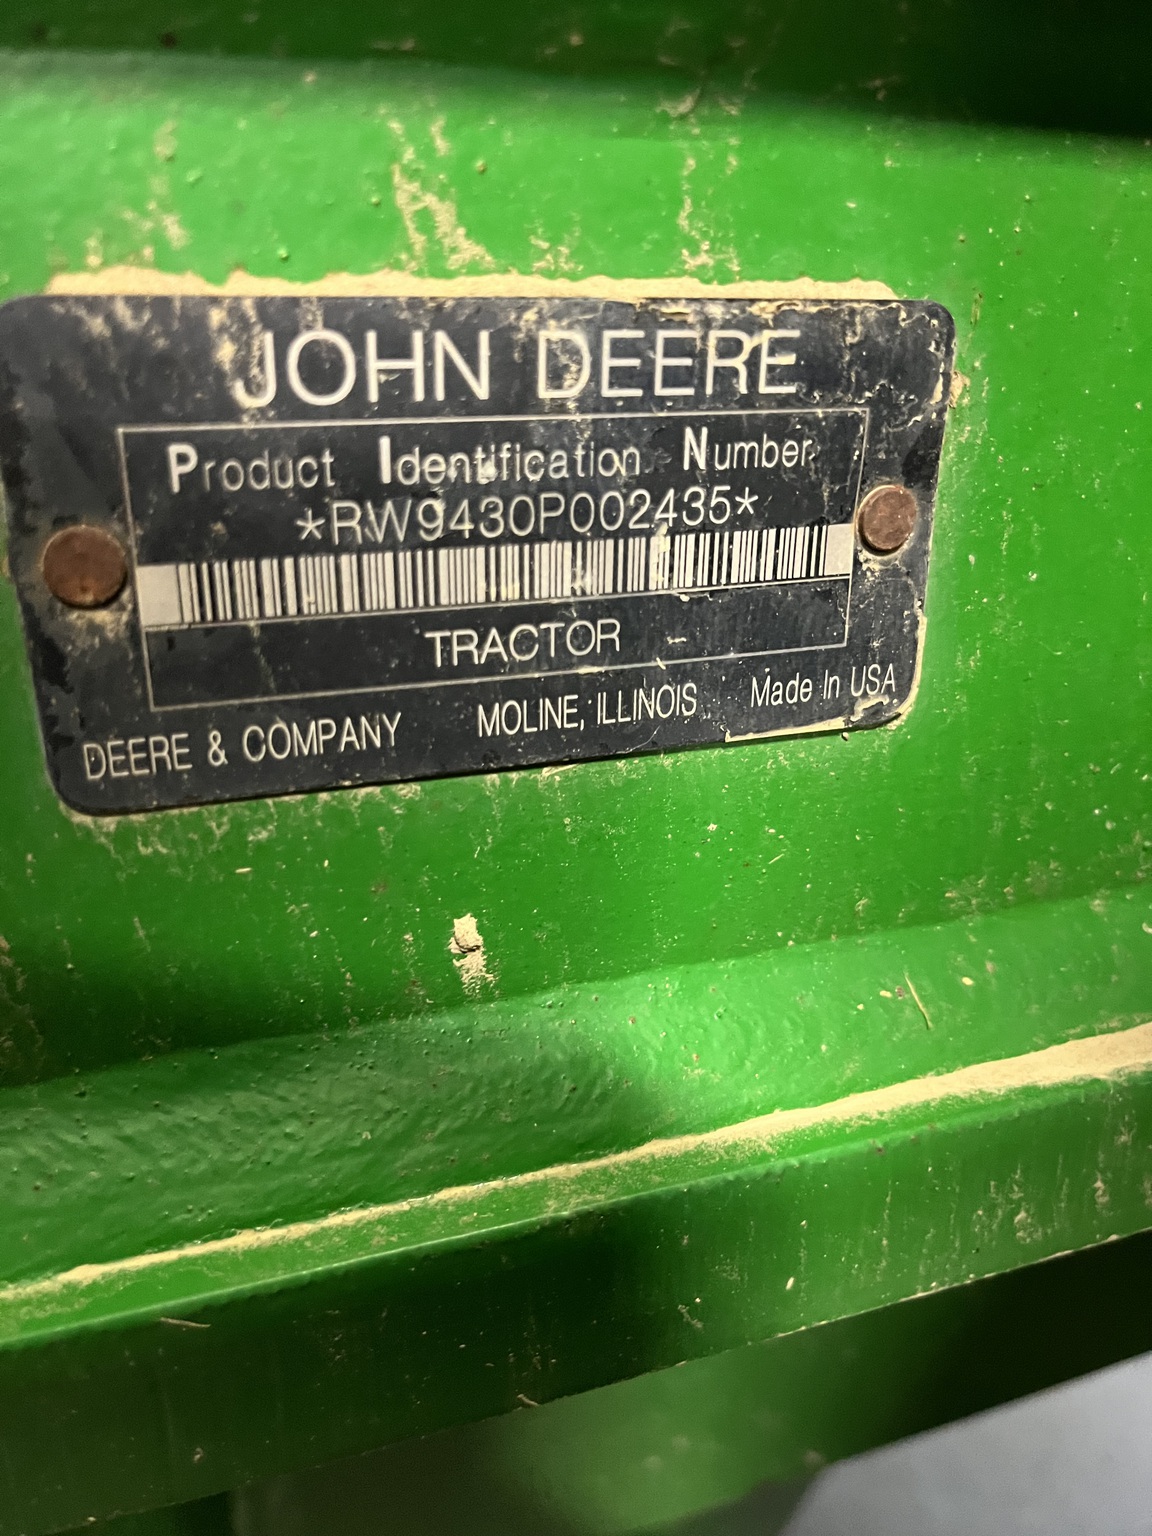 JOHN DEERE
Product Identification Number
*RW9430P002435*
TRACTOR
DEERE & COMPANY MOLINE, ILLINOIS Made In USA